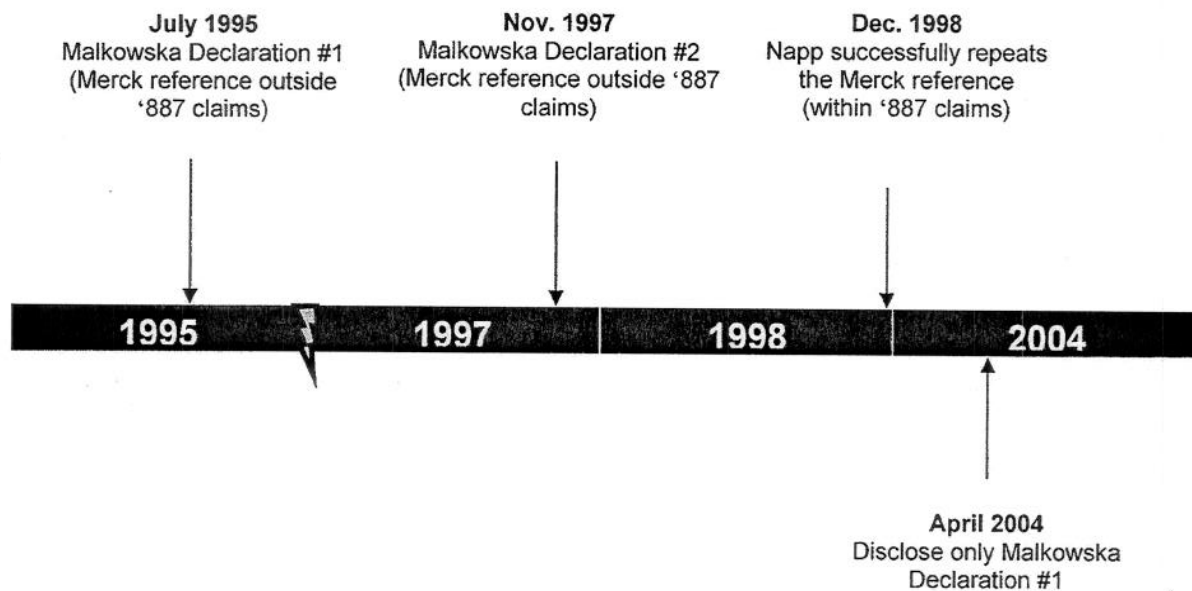 July 1995
Malkowska Declaration #1
(Merck reference outside
‘887 claims)
Nov. 1997
Malkowska Declaration #2
(Merck reference outside ‘887
claims)
Dec. 1998
Napp successfully repeats
the Merck reference
(within ‘887 claims)
1995
1997
1998
2004
April 2004
Disclose only Malkowska
Declaration #1